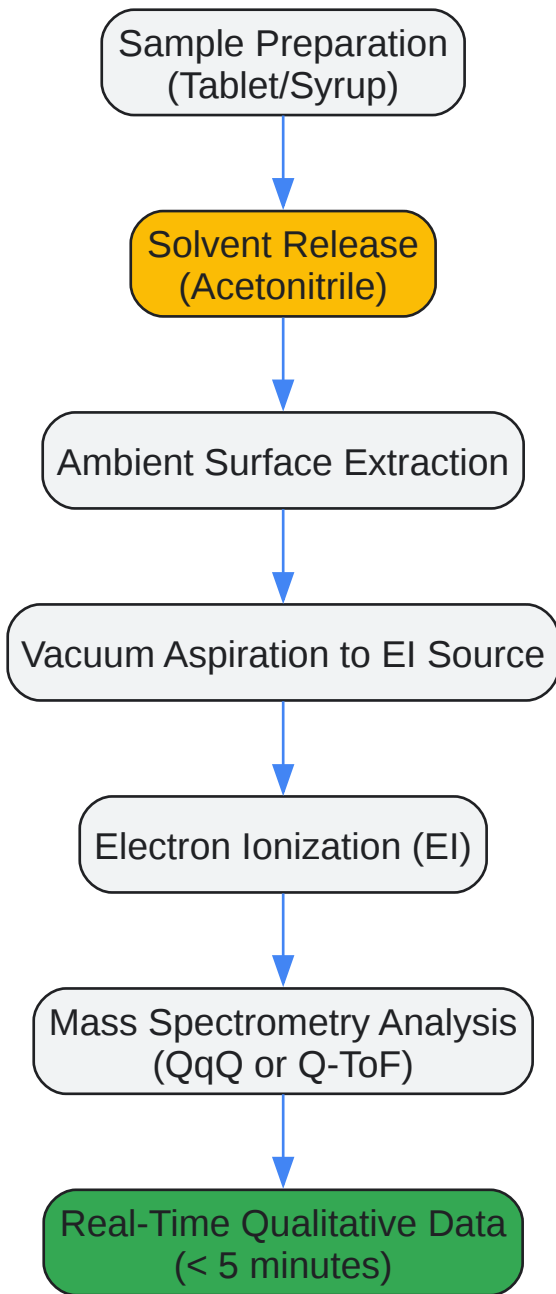 Sample Preparation
(Tablet/Syrup)
Solvent Release
(Acetonitrile)
Ambient Surface Extraction
Vacuum Aspiration to EI Source
Electron Ionization (EI)
Mass Spectrometry Analysis
(QqQ or Q-ToF)
Real-Time Qualitative Data
(< 5 minutes)